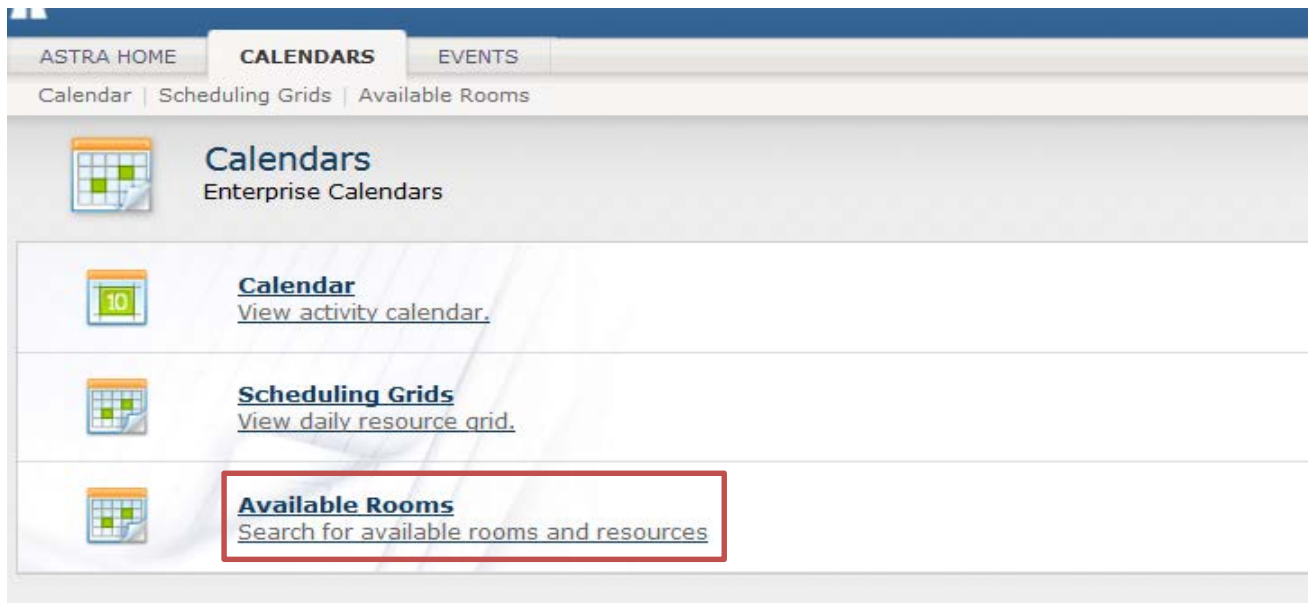 ASTRA HOME CALENDARS EVENTS
Calendar | Scheduling Grids | Available Rooms
Calendars
Enterprise Calendars
10
Calendar
View activity calendar.
Scheduling Grids
View daily resource grid.
Available Rooms
Search for available rooms and resources